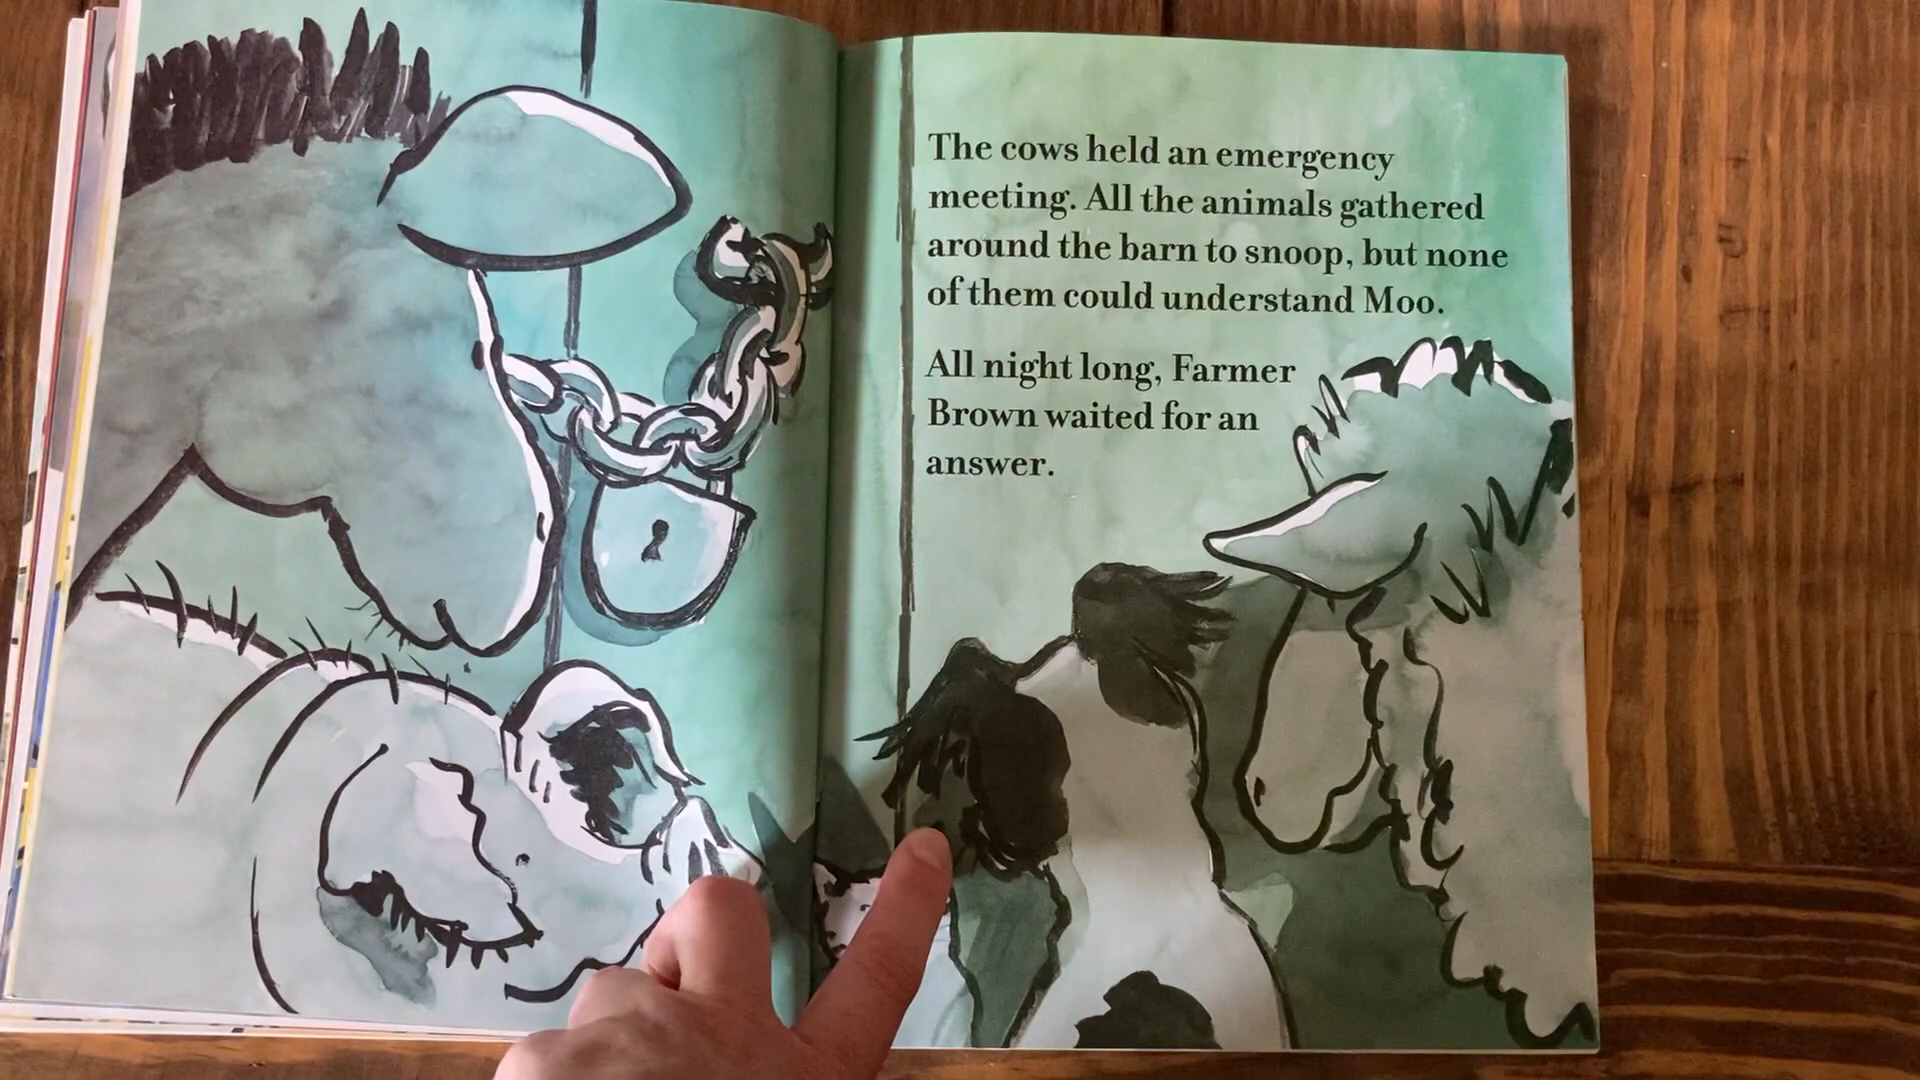 The cows held an emergency
meeting. All the animals gathered
around the barn to snoop, but none
of them could understand Moo.
All night long, Farmer
Brown waited for an
answer.